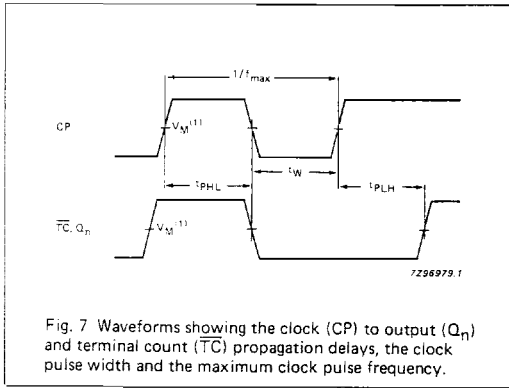 1/fmax
CP
VM(1)
tW
tPHL
tPLH
TC, Qn
VM(1)
7Z96979.1
Fig. 7 Waveforms showing the clock (CP) to output (Qn)
and terminal count (TC) propagation delays, the clock
pulse width and the maximum clock pulse frequency.